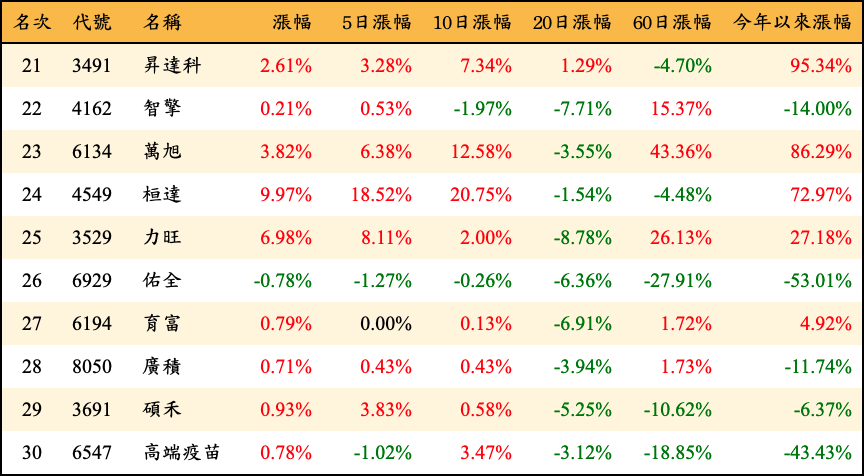 名次 代號 名稱 漲幅 5日漲幅 10日漲幅 20日漲幅 60日漲幅 今年以來漲幅
21 3491 昇達科 2.61% 3.28% 7.34% 1.29% -4.70% 95.34%
22 4162 智擎 0.21% 0.53% -1.97% -7.71% 15.37% -14.00%
23 6134 萬旭 3.82% 6.38% 12.58% -3.55% 43.36% 86.29%
24 4549 桓達 9.97% 18.52% 20.75% -1.54% -4.48% 72.97%
25 3529 力旺 6.98% 8.11% 2.00% -8.78% 26.13% 27.18%
26 6929 佑全 -0.78% -1.27% -0.26% -6.36% -27.91% -53.01%
27 6194 育富 0.79% 0.00% 0.13% -6.91% 1.72% 4.92%
28 8050 廣積 0.71% 0.43% 0.43% -3.94% 1.73% -11.74%
29 3691 碩禾 0.93% 3.83% 0.58% -5.25% -10.62% -6.37%
30 6547 高端疫苗 0.78% -1.02% 3.47% -3.12% -18.85% -43.43%